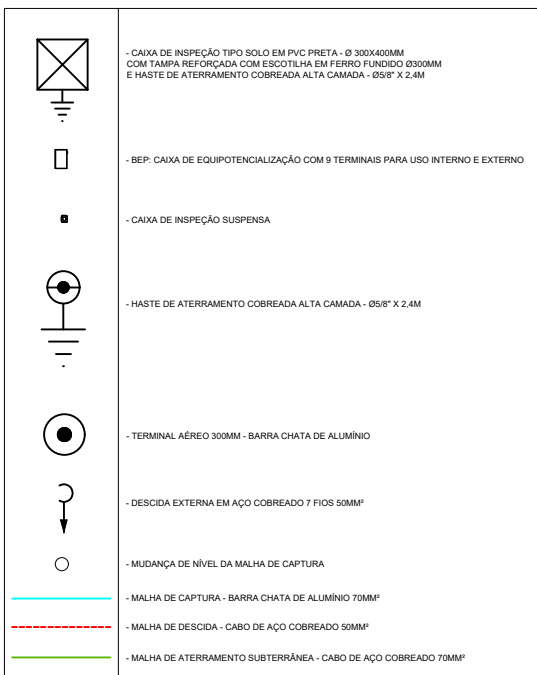 - CAIXA DE INSPEÇÃO TIPO SOLO EM PVC PRETA - Ø 300X400MM
COM TAMPA REFORÇADA COM ESCOTILHA EM FERRO FUNDIDO Ø300MM
E HASTE DE ATERRAMENTO COBREADA ALTA CAMADA - Ø5/8" X 2,4M
- BEP: CAIXA DE EQUIPOTENCIALIZAÇÃO COM 9 TERMINAIS PARA USO INTERNO E EXTERNO
- CAIXA DE INSPEÇÃO SUSPENSA
- HASTE DE ATERRAMENTO COBREADA ALTA CAMADA - Ø5/8" X 2,4M
- TERMINAL AÉREO 300MM - BARRA CHATA DE ALUMÍNIO
- DESCIDA EXTERNA EM AÇO COBREADO 7 FIOS 50MM²
- MUDANÇA DE NÍVEL DA MALHA DE CAPTURA
- MALHA DE CAPTURA - BARRA CHATA DE ALUMÍNIO 70MM²
- MALHA DE DESCIDA - CABO DE AÇO COBREADO 50MM²
- MALHA DE ATERRAMENTO SUBTERRÂNEA - CABO DE AÇO COBREADO 70MM²